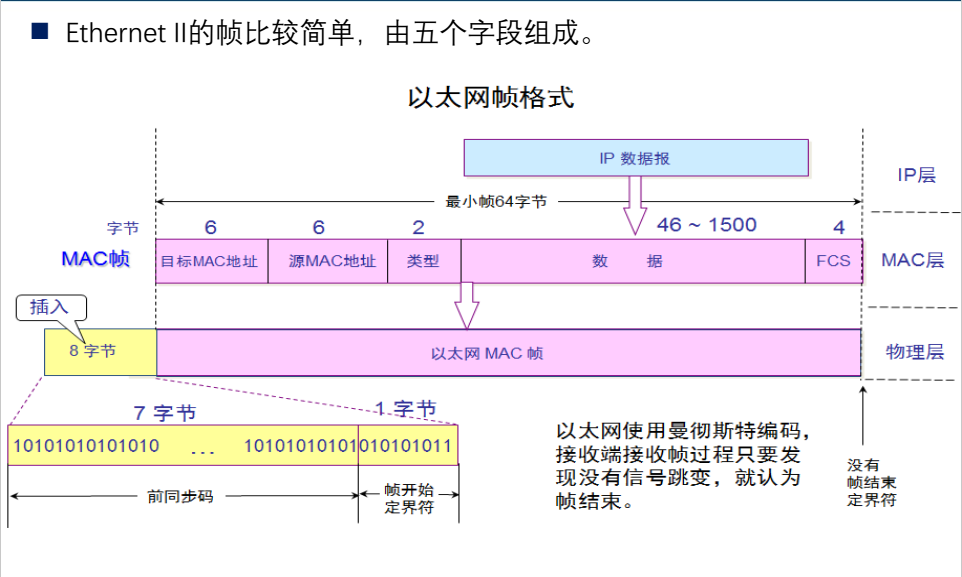 Ethernet II的帧比较简单，由五个字段组成。
以太网帧格式
IP 数据报
IP层
最小帧64字节
字节 6 6 2 46 ~ 1500 4
MAC帧 目标MAC地址 源MAC地址 类型 数 据 FCS MAC层
插入
8 字节 以太网 MAC 帧 物理层
7 字节 1 字节
10101010101010 ... 10101010101010101011
以太网使用曼彻斯特编码，
接收端接收帧过程只要发
现没有信号跳变，就认为
帧结束。
没有
帧结束
定界符
前同步码
帧开始
定界符